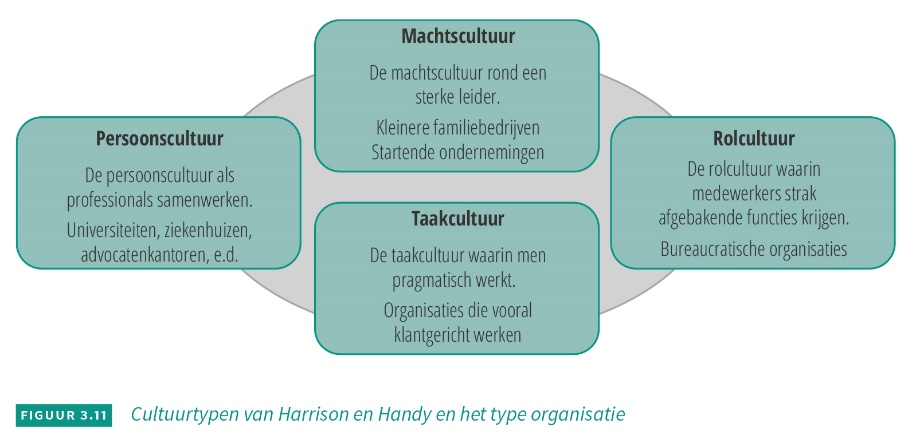 Machtscultuur
De machtscultuur rond een
sterke leider.
Kleinere familiebedrijven
Startende ondernemingen
Persoonscultuur
De persoonscultuur als
professionals samenwerken.
Universiteiten, ziekenhuizen,
advocatenkantoren, e.d.
Rolcultuur
De rolcultuur waarin
medewerkers strak
afgebakende functies krijgen.
Bureaucratische organisaties
Taakcultuur
De taakcultuur waarin men
pragmatisch werkt.
Organisaties die vooral
klantgericht werken
FIGUUR 3.11 Cultuurtypen van Harrison en Handy en het type organisatie